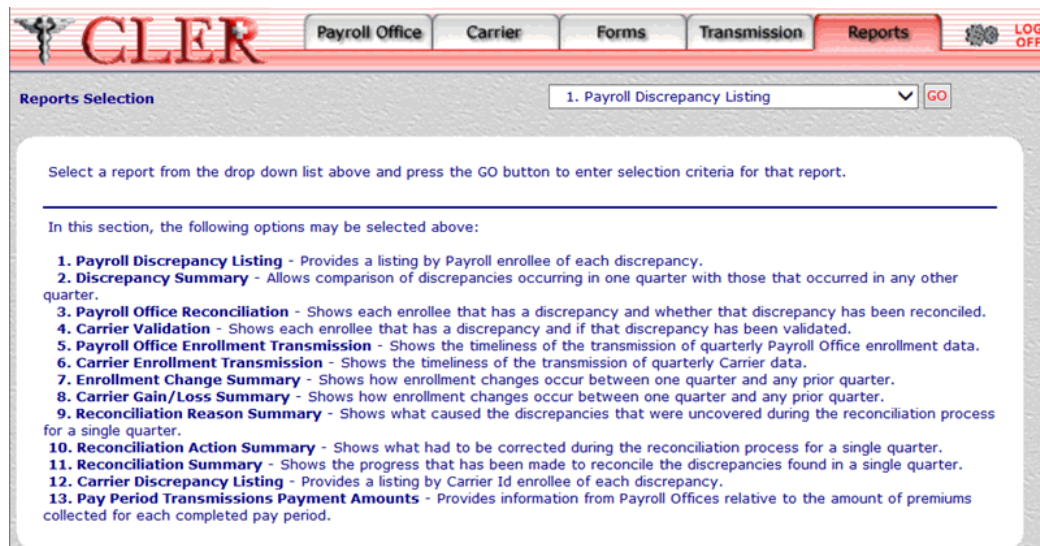 CLER
Payroll Office Carrier Forms Transmission Reports LOG
OFF
Reports Selection 1. Payroll Discrepancy Listing GO
Select a report from the drop down list above and press the GO button to enter selection criteria for that report.
In this section, the following options may be selected above:
1. Payroll Discrepancy Listing - Provides a listing by Payroll enrollee of each discrepancy.
2. Discrepancy Summary - Allows comparison of discrepancies occurring in one quarter with those that occurred in any other
quarter.
3. Payroll Office Reconciliation - Shows each enrollee that has a discrepancy and whether that discrepancy has been reconciled.
4. Carrier Validation - Shows each enrollee that has a discrepancy and if that discrepancy has been validated.
5. Payroll Office Enrollment Transmission - Shows the timeliness of the transmission of quarterly Payroll Office enrollment data.
6. Carrier Enrollment Transmission - Shows the timeliness of the transmission of quarterly Carrier data.
7. Enrollment Change Summary - Shows how enrollment changes occur between one quarter and any prior quarter.
8. Carrier Gain/Loss Summary - Shows how enrollment changes occur between one quarter and any prior quarter.
9. Reconciliation Reason Summary - Shows what caused the discrepancies that were uncovered during the reconciliation process
for a single quarter.
10. Reconciliation Action Summary - Shows what had to be corrected during the reconciliation process for a single quarter.
11. Reconciliation Summary - Shows the progress that has been made to reconcile the discrepancies found in a single quarter.
12. Carrier Discrepancy Listing - Provides a listing by Carrier Id enrollee of each discrepancy.
13. Pay Period Transmissions Payment Amounts - Provides information from Payroll Offices relative to the amount of premiums
collected for each completed pay period.